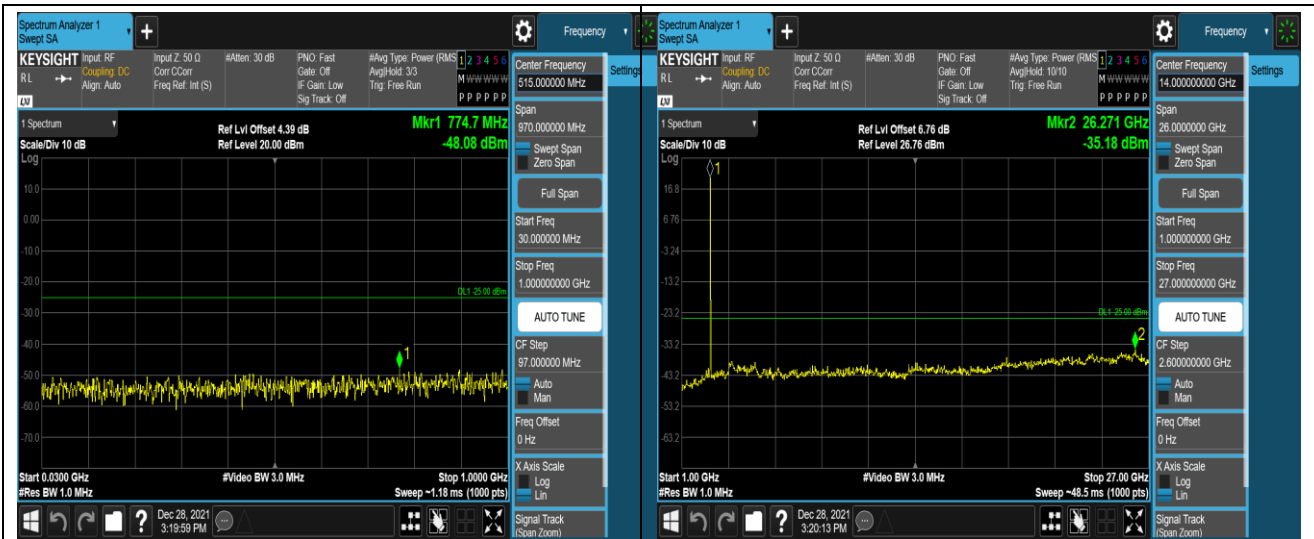 Spectrum Analyzer 1
Swept SA
+
Frequency
KEYSIGHT
Input: RF
Input Z: 50 Ω
#Atten: 30 dB
PNO: Fast
#Avg Type: Power (RMS
1 2 3 4 5 6
RL
Coupling: DC
Corr CCorr
Gate: Off
Avg|Hold: 3/3
M W W W W W
Align: Auto
Freq Ref: Int (S)
IF Gain: Low
Trig: Free Run
LXI
Sig Track: Off
P P P P P P
1 Spectrum
Ref Lvl Offset 4.39 dB
Mkr1 774.7 MHz
Scale/Div 10 dB
Ref Level 20.00 dBm
-48.08 dBm
Log
10.0
0.00
-10.0
-20.0
DL1 -25.00 dBm
-30.0
-40.0
1
-50.0
-60.0
-70.0
Start 0.0300 GHz
#Video BW 3.0 MHz
Stop 1.0000 GHz
#Res BW 1.0 MHz
Sweep ~1.18 ms (1000 pts)
?
Dec 28, 2021
3:19:59 PM
Center Frequency
515.000000 MHz
Settings
Span
970.000000 MHz
Swept Span
Zero Span
Full Span
Start Freq
30.000000 MHz
Stop Freq
1.000000000 GHz
AUTO TUNE
CF Step
97.000000 MHz
Auto
Man
Freq Offset
0 Hz
X Axis Scale
Log
Lin
Signal Track
(Span Zoom)
Spectrum Analyzer 1
Swept SA
+
Frequency
KEYSIGHT
Input: RF
Input Z: 50 Ω
#Atten: 30 dB
PNO: Fast
#Avg Type: Power (RMS
1 2 3 4 5 6
RL
Coupling: DC
Corr CCorr
Gate: Off
Avg|Hold: 10/10
M W W W W W
Align: Auto
Freq Ref: Int (S)
IF Gain: Low
Trig: Free Run
LXI
Sig Track: Off
P P P P P P
1 Spectrum
Ref Lvl Offset 6.76 dB
Mkr2 26.271 GHz
Scale/Div 10 dB
Ref Level 26.76 dBm
-35.18 dBm
Log
1
16.8
6.76
-3.24
-13.2
-23.2
DL1 -25.00 dBm
-33.2
2
-43.2
-53.2
-63.2
Start 1.00 GHz
#Video BW 3.0 MHz
Stop 27.00 GHz
#Res BW 1.0 MHz
Sweep ~48.5 ms (1000 pts)
?
Dec 28, 2021
3:20:13 PM
Center Frequency
14.000000000 GHz
Settings
Span
26.0000000 GHz
Swept Span
Zero Span
Full Span
Start Freq
1.000000000 GHz
Stop Freq
27.000000000 GHz
AUTO TUNE
CF Step
2.600000000 GHz
Auto
Man
Freq Offset
0 Hz
X Axis Scale
Log
Lin
Signal Track
(Span Zoom)